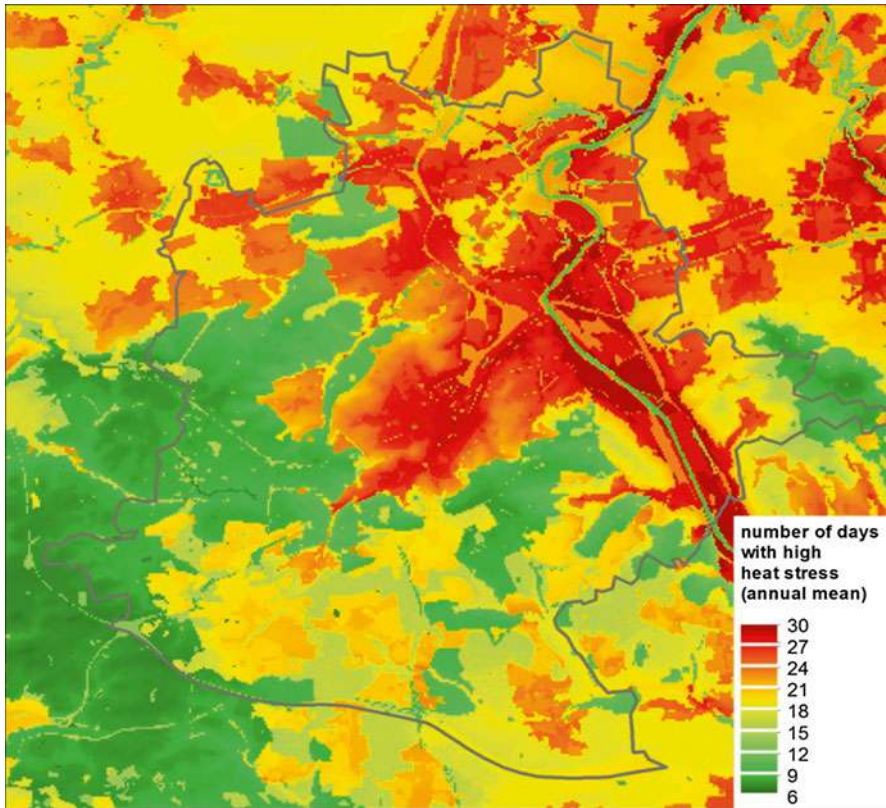 number of days
with high
heat stress
(annual mean)
30
27
24
21
18
15
12
9
6